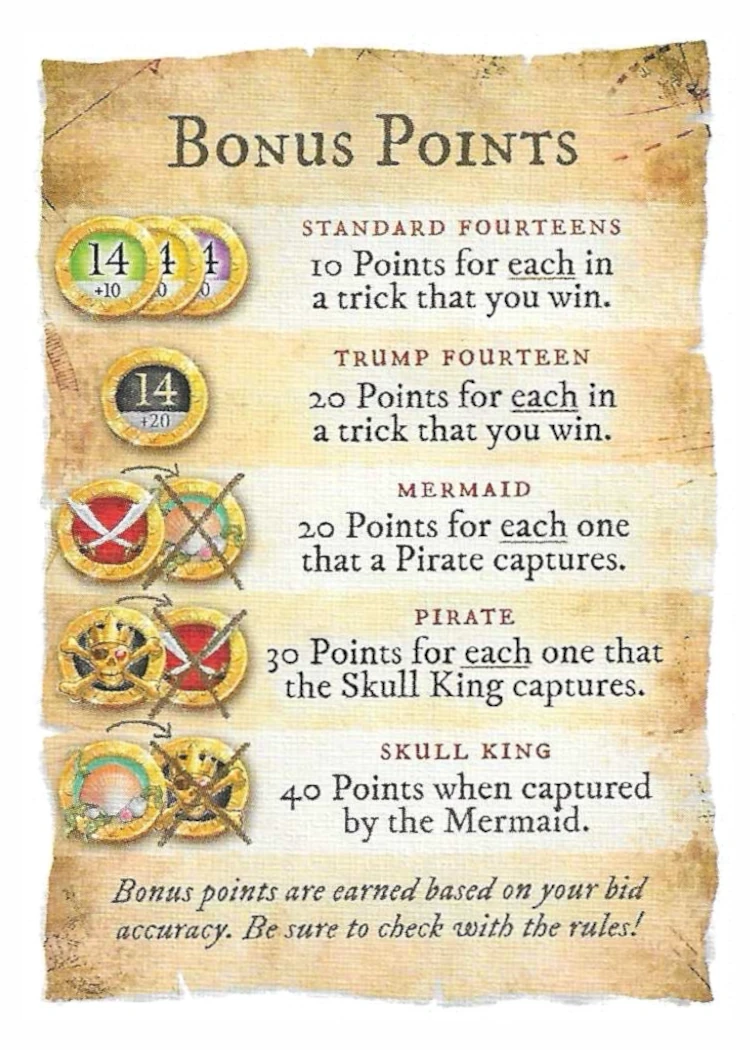 BONUS POINTS
14
+10
4
0
4
0
STANDARD FOURTEENS
10 Points for each in
a trick that you win.
14
+20
TRUMP FOURTEEN
20 Points for each in
a trick that you win.
MERMAID
20 Points for each one
that a Pirate captures.
PIRATE
30 Points for each one that
the Skull King captures.
SKULL KING
40 Points when captured
by the Mermaid.
Bonus points are earned based on your bid
accuracy. Be sure to check with the rules!